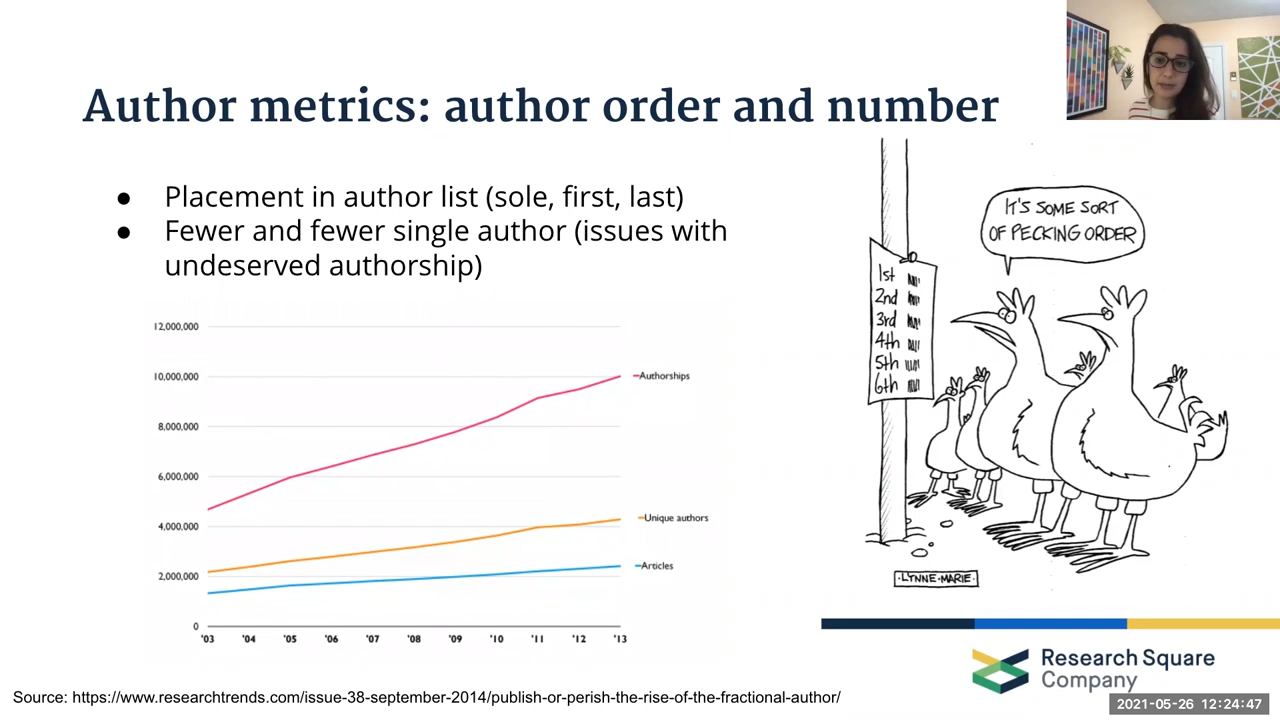 Author metrics: author order and number
● Placement in author list (sole, first, last)
● Fewer and fewer single author (issues with
undeserved authorship)
12,000,000
10,000,000
8,000,000
6,000,000
4,000,000
2,000,000
0
'03 '04 '05 '06 '07 '08 '09 '10 '11 '12 '13
Authorships
Unique authors
Articles
IT'S SOME SORT
OF PECKING ORDER
1st
2nd
3rd
4th
5th
6th
·LYNNE·MARIE·
Research Square
Company
Source: https://www.researchtrends.com/issue-38-september-2014/publish-or-perish-the-rise-of-the-fractional-author/
2021-05-26 12:24:47